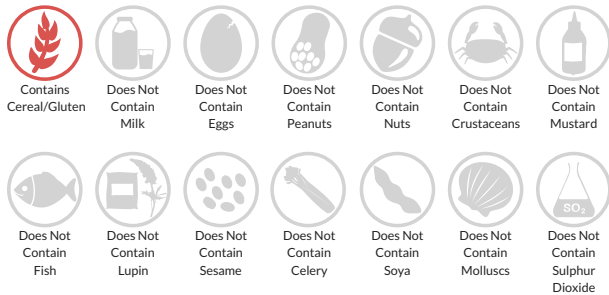 Contains
Cereal/Gluten
Does Not
Contain
Milk
Does Not
Contain
Eggs
Does Not
Contain
Peanuts
Does Not
Contain
Nuts
Does Not
Contain
Crustaceans
Does Not
Contain
Mustard
Does Not
Contain
Fish
Does Not
Contain
Lupin
Does Not
Contain
Sesame
Does Not
Contain
Celery
Does Not
Contain
Soya
Does Not
Contain
Molluscs
SO₂
Does Not
Contain
Sulphur
Dioxide